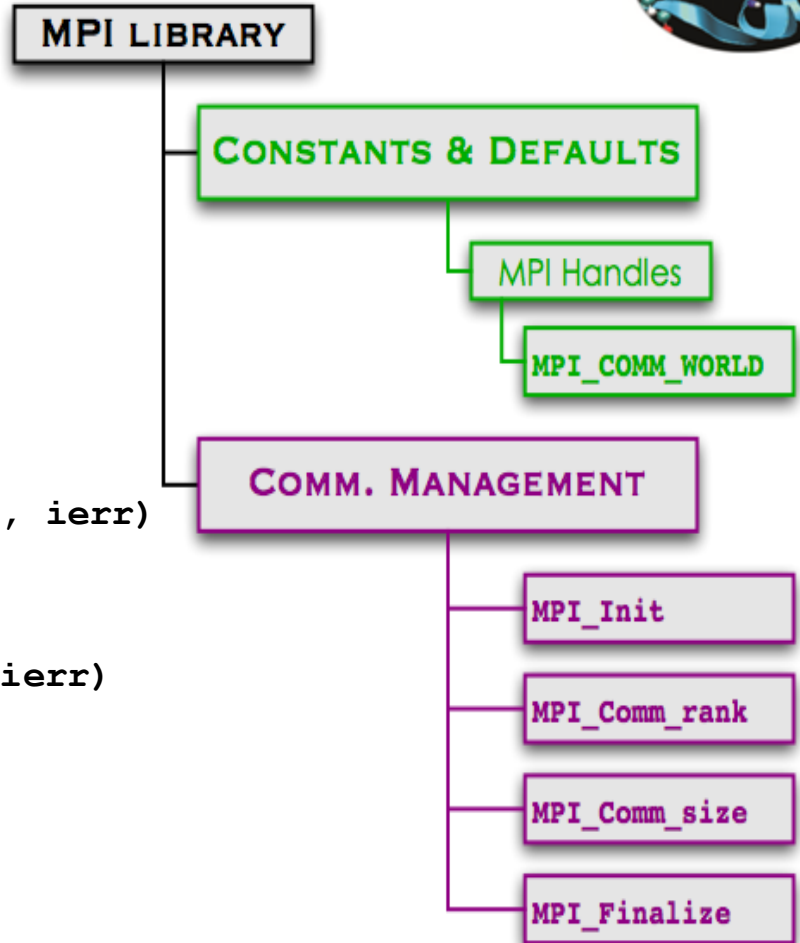 MPI LIBRARY
CONSTANTS & DEFAULTS
MPI Handles
MPI_COMM_WORLD
COMM. MANAGEMENT
, ierr)
MPI_Init
ierr)
MPI_Comm_rank
MPI_Comm_size
MPI_Finalize